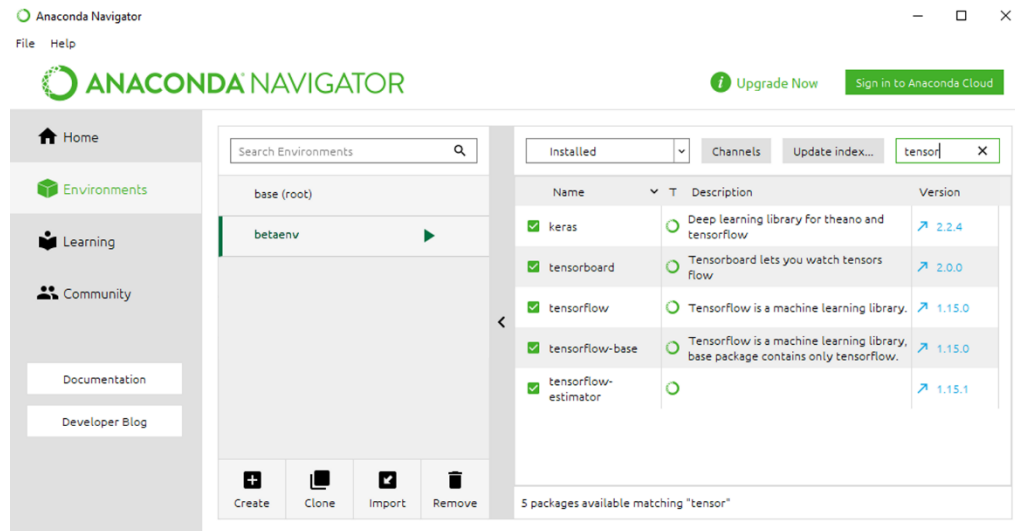 Anaconda Navigator
File Help
ANACONDA NAVIGATOR
i Upgrade Now
Sign in to Anaconda Cloud
Home
Environments
Learning
Community
Documentation
Developer Blog
Search Environments
base (root)
betaenv
Create Clone Import Remove
Installed Channels Update index... tensor
Name T Description Version
keras Deep learning library for theano and 2.2.4
tensorflow
tensorboard Tensorboard lets you watch tensors 2.0.0
flow
tensorflow Tensorflow is a machine learning library. 1.15.0
tensorflow-base Tensorflow is a machine learning library, 1.15.0
base package contains only tensorflow.
tensorflow- 1.15.1
estimator
5 packages available matching "tensor"